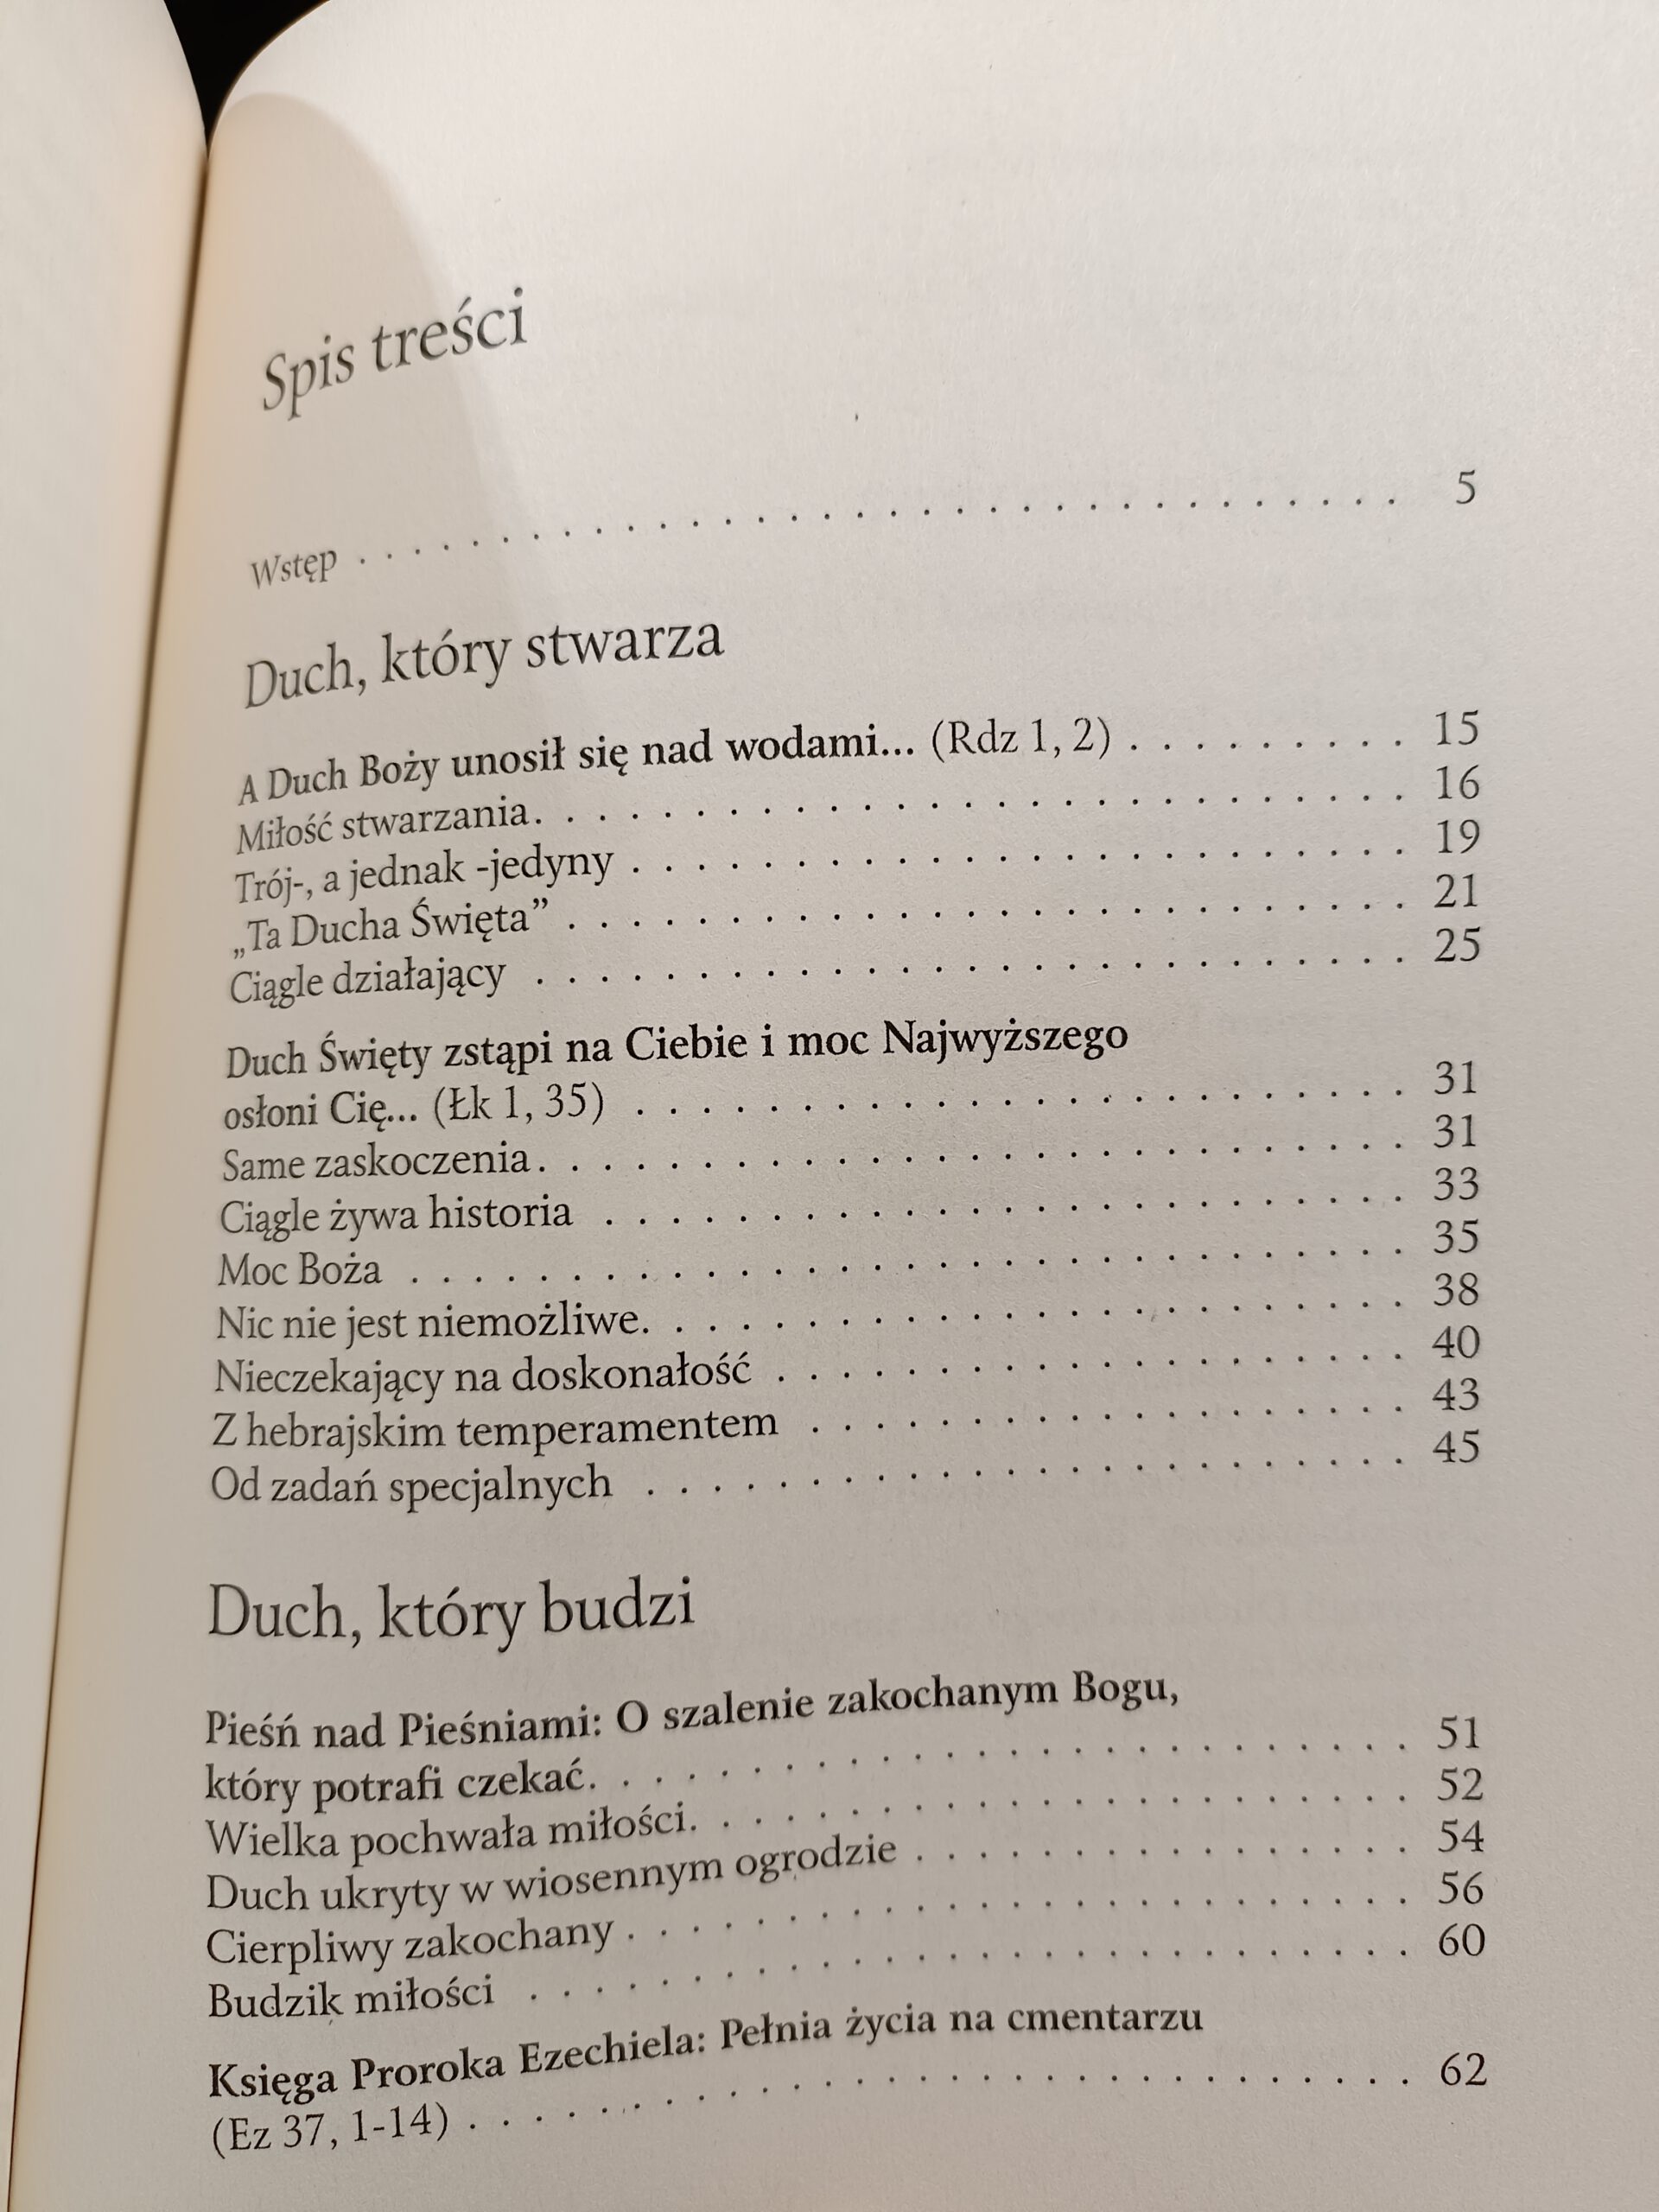 Spis treści
Wstęp . . . . . . . . . . . . . . . . . . . . . . . . . . . . . . . . . 5
Duch, który stwarza
A Duch Boży unosił się nad wodami... (Rdz 1, 2) . . . . . . . . . 15
Miłość stwarzania. . . . . . . . . . . . . . . . . . . . . . . . . . . 16
Trój-, a jednak -jedyny . . . . . . . . . . . . . . . . . . . . . . . . 19
„Ta Ducha Święta” . . . . . . . . . . . . . . . . . . . . . . . . . . 21
Ciągle działający . . . . . . . . . . . . . . . . . . . . . . . . . . . 25
Duch Święty zstąpi na Ciebie i moc Najwyższego
osłoni Cię... (Łk 1, 35) . . . . . . . . . . . . . . . . . . . . . . . . 31
Same zaskoczenia. . . . . . . . . . . . . . . . . . . . . . . . . . . 31
Ciągle żywa historia . . . . . . . . . . . . . . . . . . . . . . . . . 33
Moc Boża . . . . . . . . . . . . . . . . . . . . . . . . . . . . . . . 35
Nic nie jest niemożliwe. . . . . . . . . . . . . . . . . . . . . . . . 38
Nieczekający na doskonałość . . . . . . . . . . . . . . . . . . . . 40
Z hebrajskim temperamentem . . . . . . . . . . . . . . . . . . . 43
Od zadań specjalnych . . . . . . . . . . . . . . . . . . . . . . . . 45
Duch, który budzi
Pieśń nad Pieśniami: O szalenie zakochanym Bogu,
który potrafi czekać. . . . . . . . . . . . . . . . . . . . . . . . . . 51
Wielka pochwała miłości. . . . . . . . . . . . . . . . . . . . . . . 52
Duch ukryty w wiosennym ogrodzie . . . . . . . . . . . . . . . . 54
Cierpliwy zakochany . . . . . . . . . . . . . . . . . . . . . . . . . 56
Budzik miłości . . . . . . . . . . . . . . . . . . . . . . . . . . . . 60
Księga Proroka Ezechiela: Pełnia życia na cmentarzu
(Ez 37, 1-14) . . . . . . . . . . . . . . . . . . . . . . . . . . . . . 62